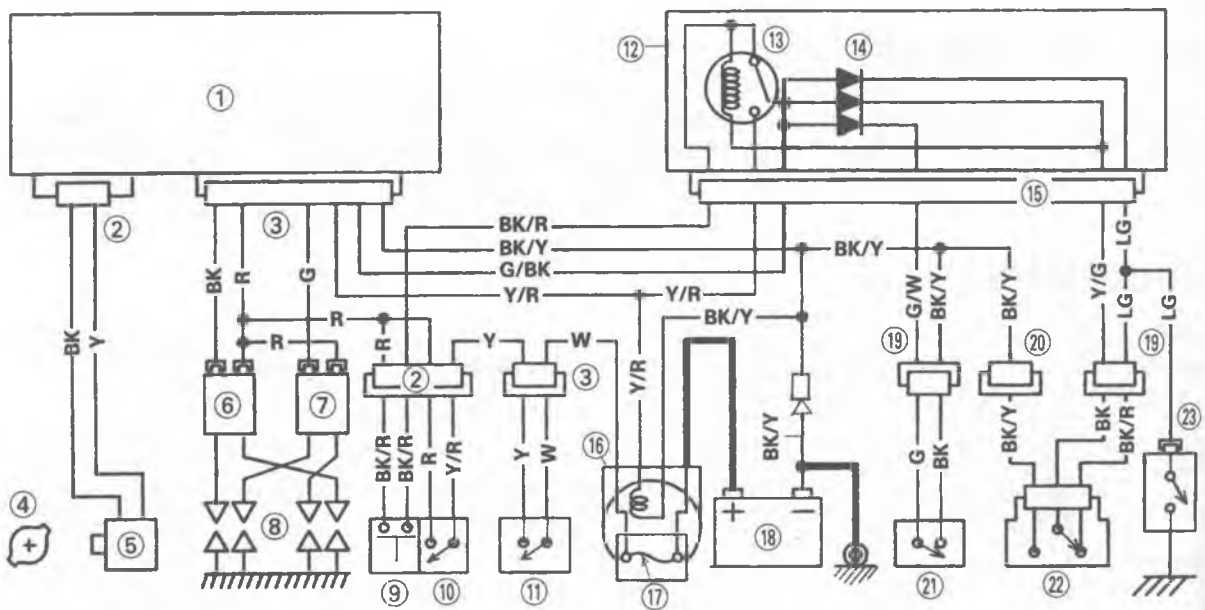 ①
⑫
⑬
⑭
②
③
⑮
BK/R
BK/Y
BK/Y
G/BK
Y/R
Y/R
BK/Y
BK
R
G
BK
Y
R
R
R
Y
W
Y/R
BK/Y
G/W
BK/Y
BK/Y
Y/G
LG
LG
LG
⑥
⑦
②
③
⑲
⑳
⑲
㉓
BK/R
BK/R
R
Y/R
Y
W
⑯
G
BK
BK/Y
BK
BK/R
④
+
⑤
⑧
+
−
⑱
⑨
⑩
⑪
⑰
㉑
㉒